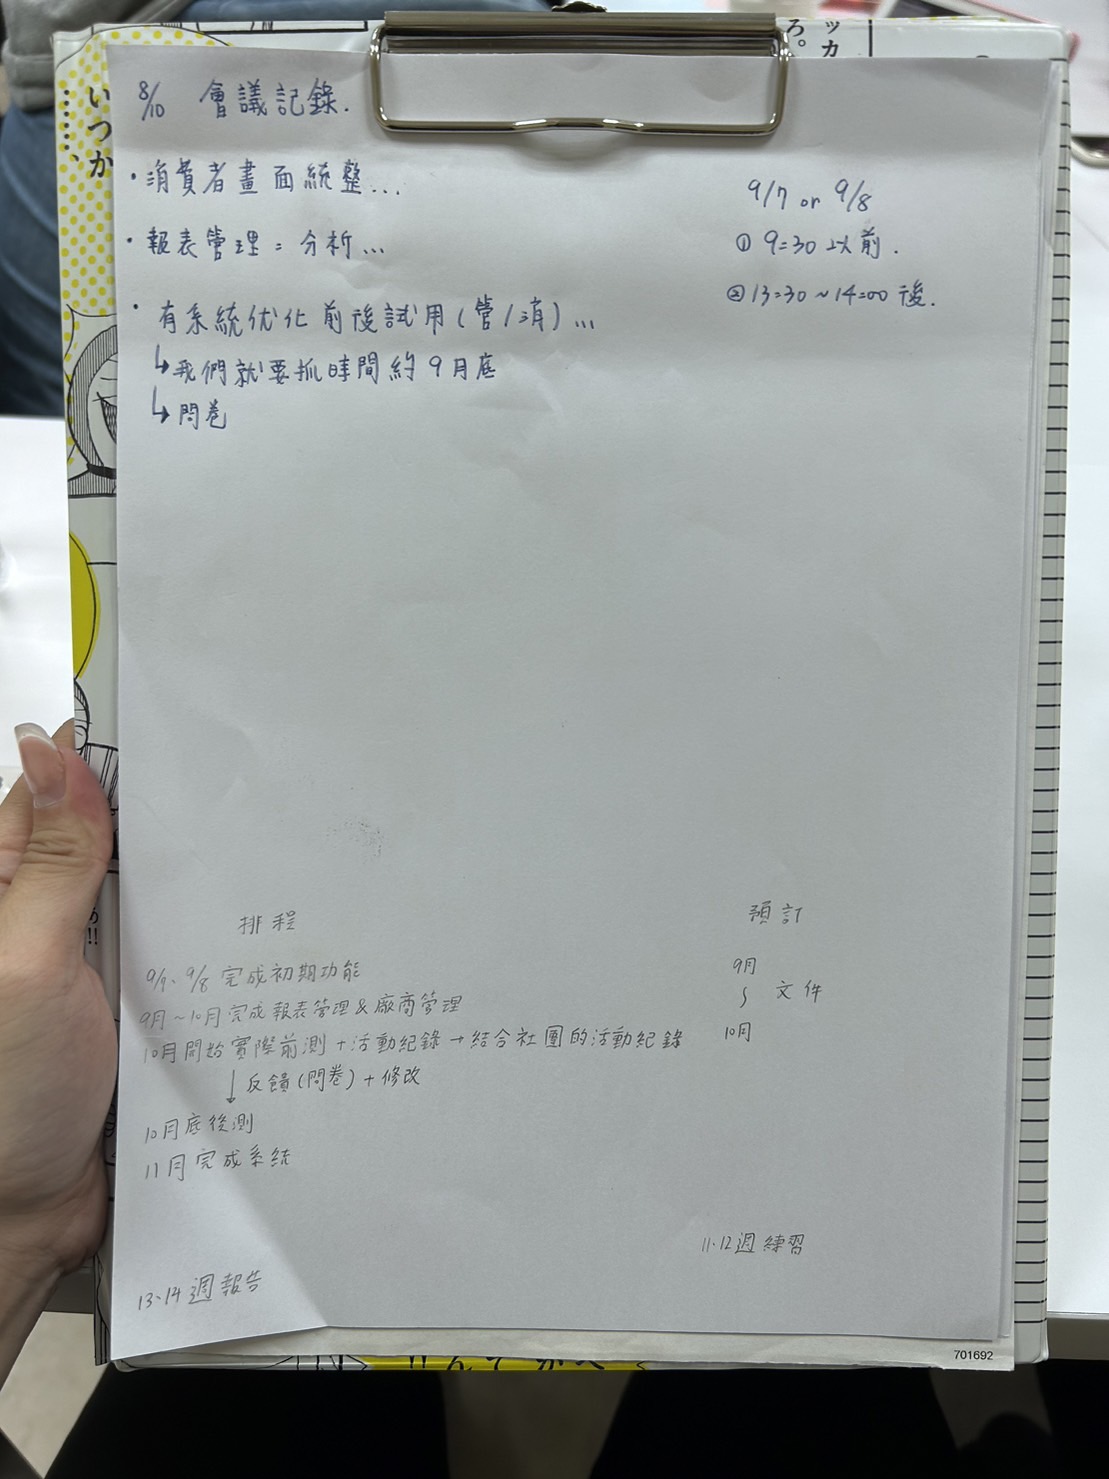 8/10 會議記錄.
・消費者畫面統整...
・報表管理=分析...
・有系統优化前後試用(管/消)...
↳我們就要抓時間約9月底
↳問卷
9/7 or 9/8
① 9:30以前.
② 13:30~14:00後.
排程
9/7、9/8 完成初期功能
9月~10月完成報表管理&廠商管理
10月開始實際前測+活動紀錄→結合社團的活動紀錄
↓反饋(問卷)+修改
10月底後測
11月完成系統
13、14週報告
預訂
9月
∫ 文件
10月
11、12週練習
いつか
……、
ろ。
ッカ
701692